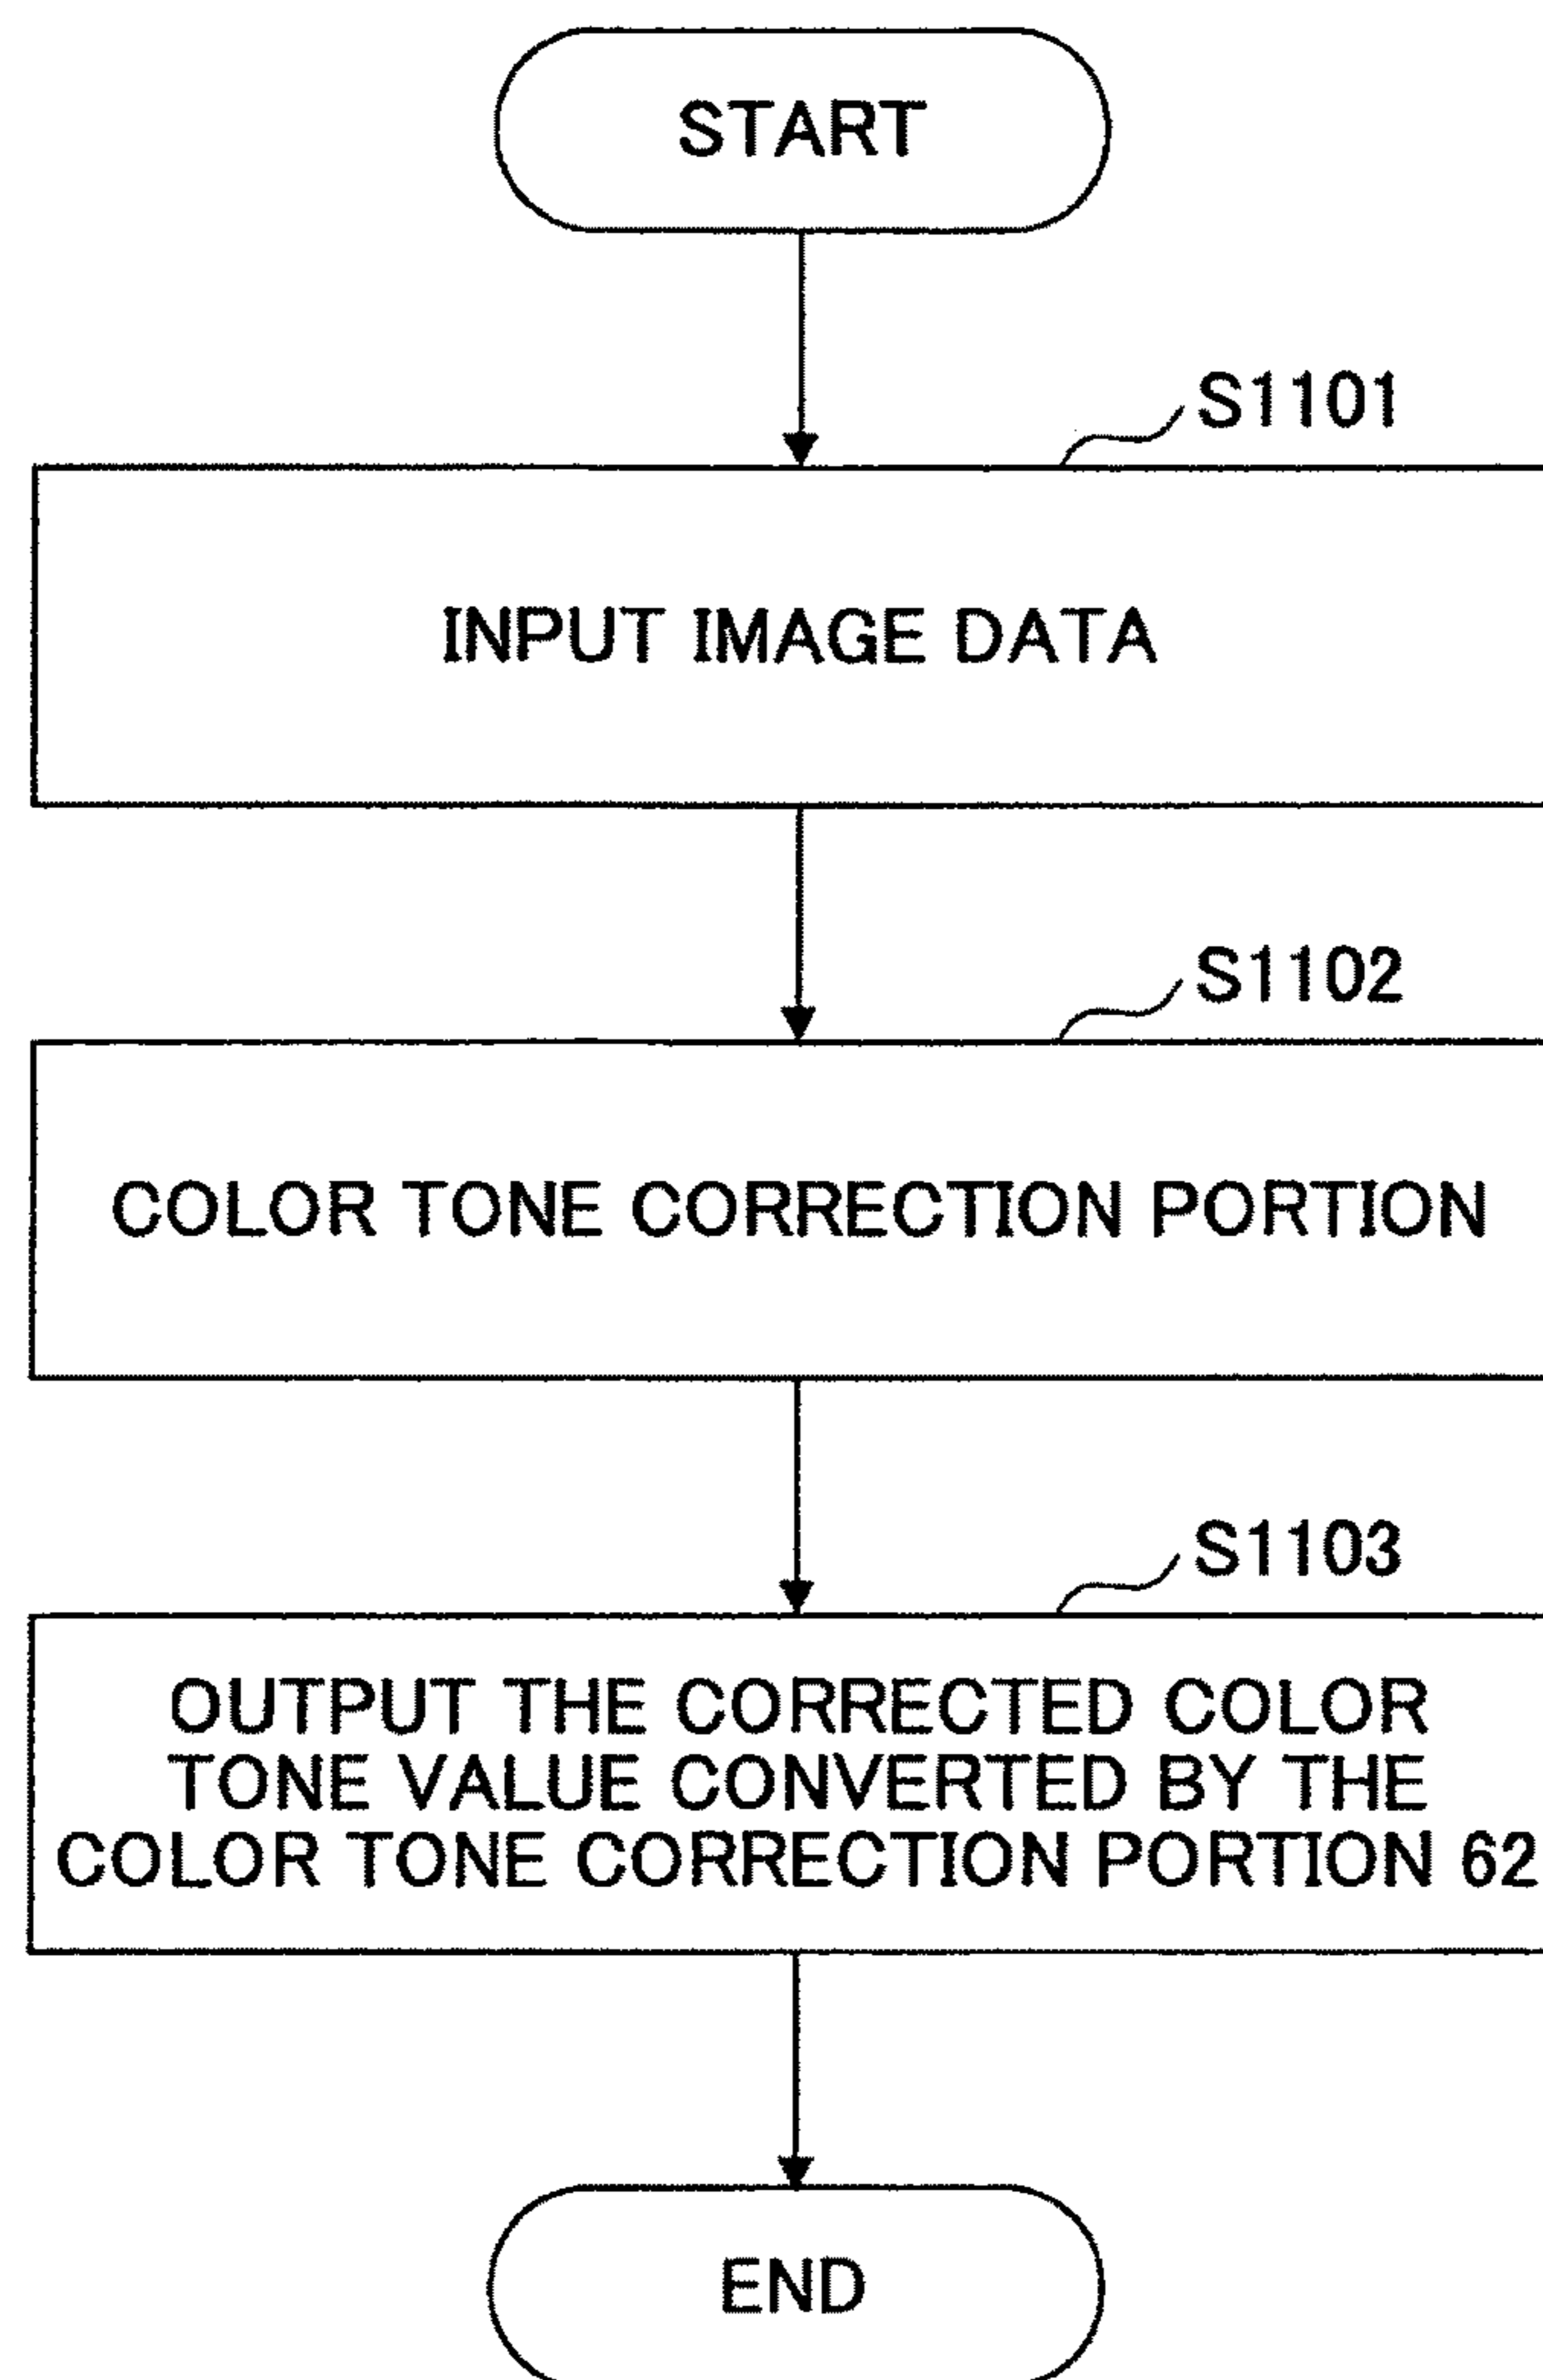 START
S1101
INPUT IMAGE DATA
S1102
COLOR TONE CORRECTION PORTION
S1103
OUTPUT THE CORRECTED COLOR
TONE VALUE CONVERTED BY THE
COLOR TONE CORRECTION PORTION 62
END